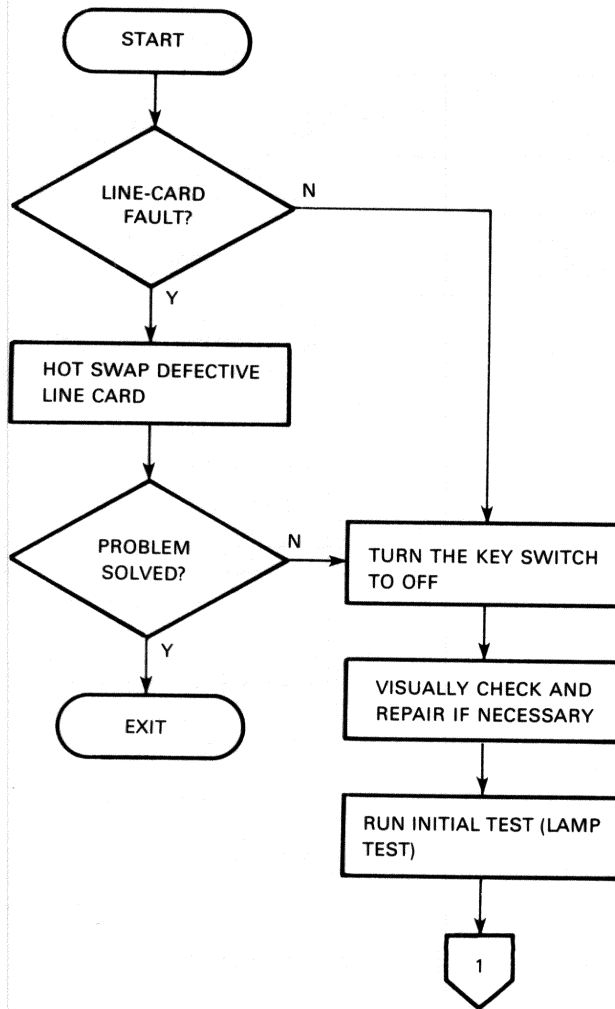 START
LINE-CARD
FAULT?
N
Y
HOT SWAP DEFECTIVE
LINE CARD
PROBLEM
SOLVED?
N
Y
EXIT
TURN THE KEY SWITCH
TO OFF
VISUALLY CHECK AND
REPAIR IF NECESSARY
RUN INITIAL TEST (LAMP
TEST)
1